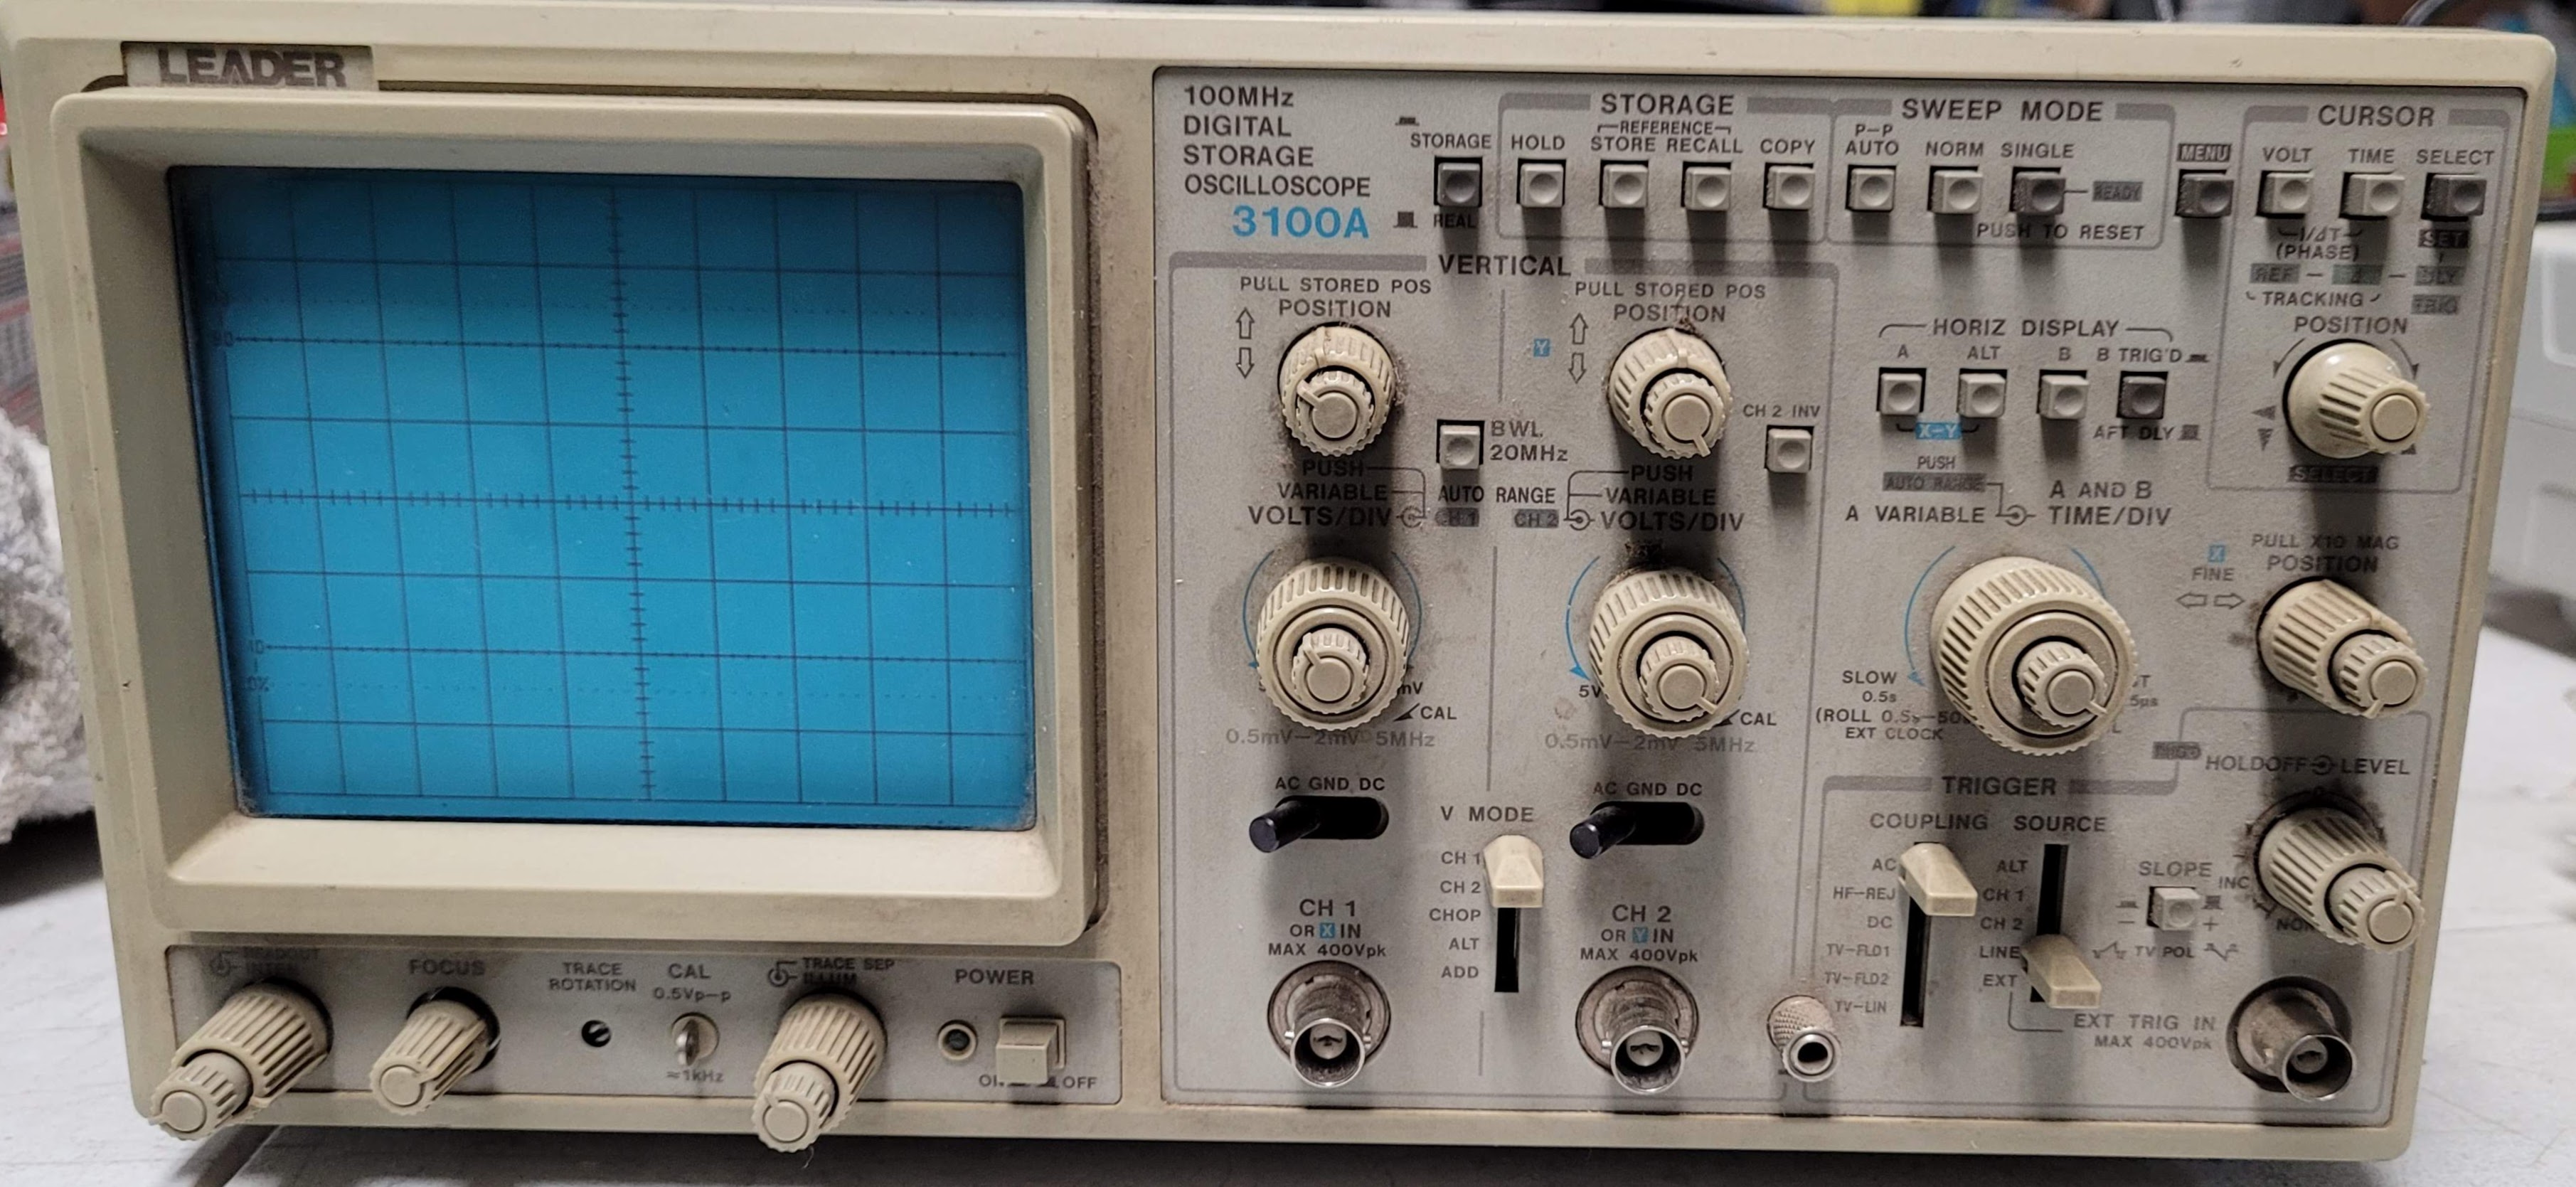 LEADER
100MHz
DIGITAL
STORAGE
OSCILLOSCOPE
3100A
STORAGE
REAL
STORAGE
HOLD
REFERENCE
STORE RECALL
COPY
SWEEP MODE
P-P
AUTO
NORM
SINGLE
READY
PUSH TO RESET
MENU
CURSOR
VOLT
TIME
SELECT
1/ΔT
(PHASE)
SET
REF - Δ - DLY
TRACKING
TRIG
POSITION
SELECT
VERTICAL
PULL STORED POS
POSITION
PULL STORED POS
POSITION
Y
BWL
20MHz
CH 2 INV
PUSH
VARIABLE
VOLTS/DIV
AUTO RANGE
CH 1
CH 2
PUSH
VARIABLE
VOLTS/DIV
mV
CAL
0.5mV-2mV 5MHz
5V
CAL
0.5mV-2mV 5MHz
HORIZ DISPLAY
A
ALT
B
B TRIG'D
X-Y
AFT DLY
PUSH
AUTO RANGE
A VARIABLE
A AND B
TIME/DIV
SLOW
0.5s
(ROLL 0.5s-50
EXT CLOCK
5µs
PULL X10 MAG
POSITION
X
FINE
AC GND DC
AC GND DC
V MODE
CH 1
CH 2
CHOP
ALT
ADD
CH 1
OR X IN
MAX 400Vpk
CH 2
OR Y IN
MAX 400Vpk
TRIGGER
HOLDOFF
LEVEL
COUPLING
AC
HF-REJ
DC
TV-FLD1
TV-FLD2
TV-LIN
SOURCE
ALT
CH 1
CH 2
LINE
EXT
SLOPE
- +
TV POL
INC
EXT TRIG IN
MAX 400Vpk
READOUT
INTEN
FOCUS
TRACE
ROTATION
CAL
0.5Vp-p
≈1kHz
TRACE SEP
ILLUM
POWER
OFF